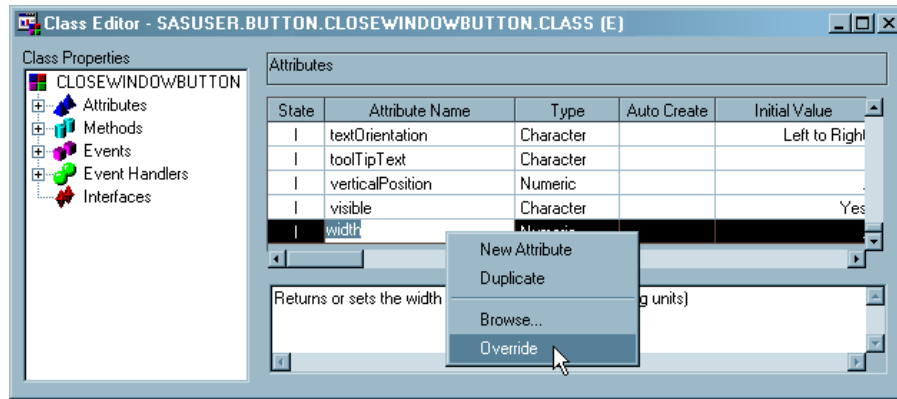 Class Editor - SASUSER.BUTTON.CLOSEWINDOWBUTTON.CLASS (E)
Class Properties
CLOSEWINDOWBUTTON
Attributes
Methods
Events
Event Handlers
Interfaces
Attributes
State Attribute Name Type Auto Create Initial Value
I textOrientation Character Left to Right
I toolTipText Character
I verticalPosition Numeric .
I visible Character Yes
I width
New Attribute
Duplicate
Browse...
Override
Returns or sets the width g units)